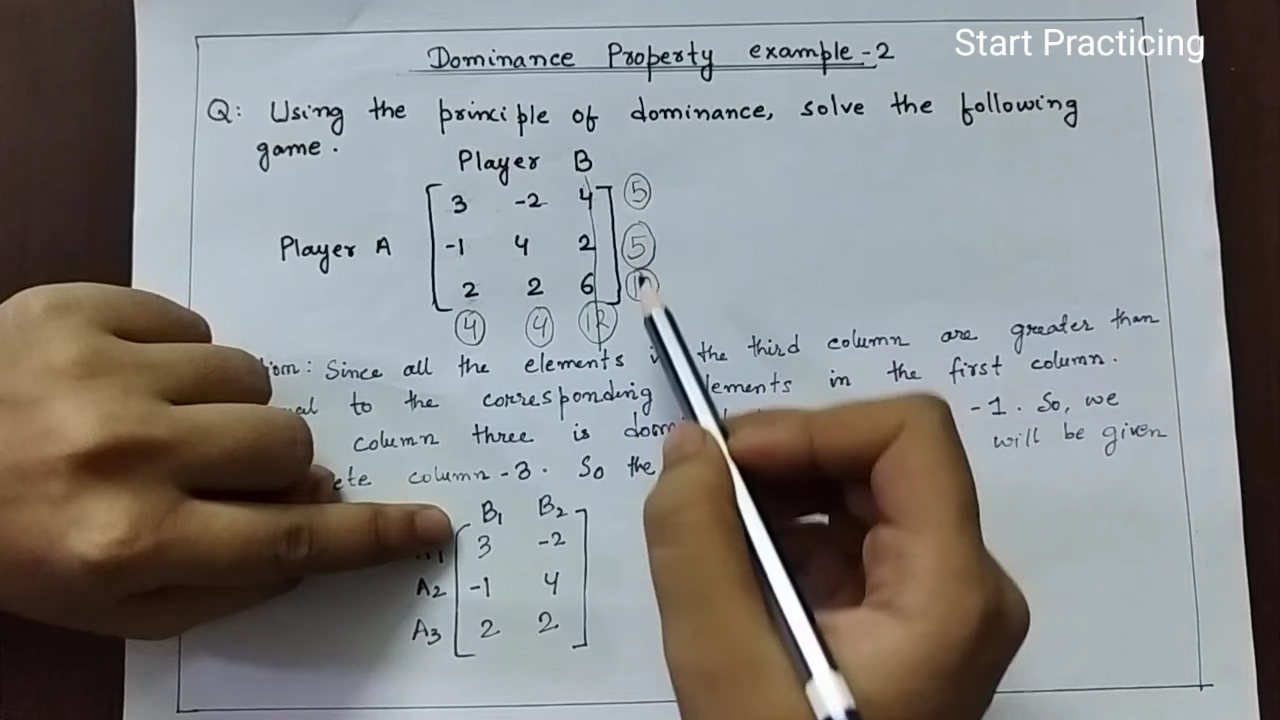 Start Practicing
Dominance Property example-2
Q: Using the principle of dominance, solve the following
game.
Player B
3 -2 4 5
Player A -1 4 2 5
2 2 6
4 4 12
Since all the elements the third column are greater than
to the corresponding elements in the first column.
column three is -1. So, we
column-3. So the will be given
B1 B2
3 -2
A2 -1 4
A3 2 2